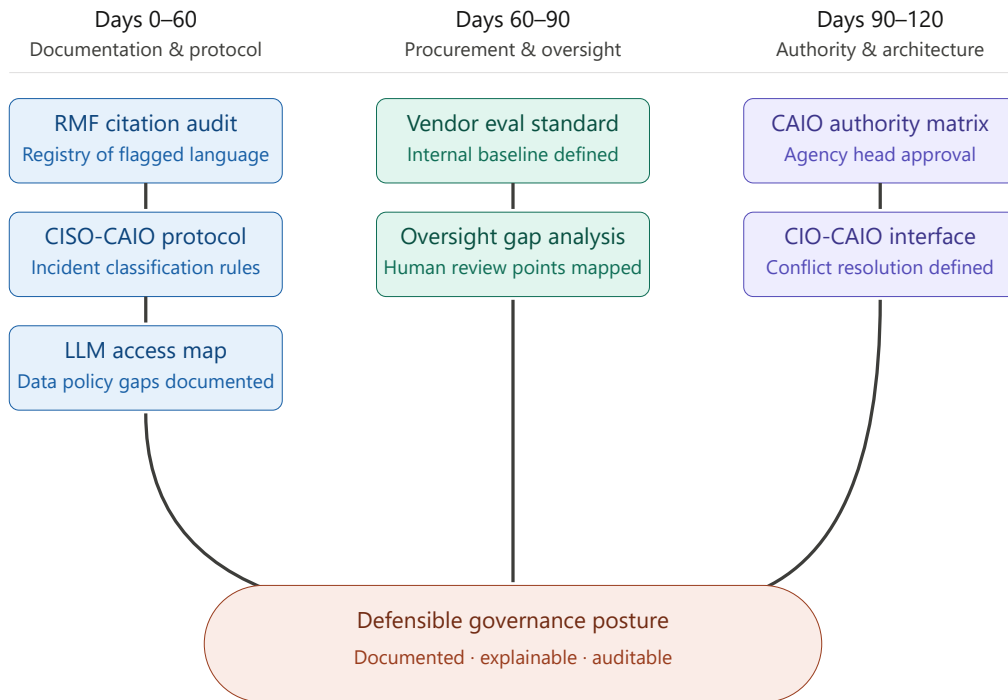 Days 0–60
Documentation & protocol
Days 60–90
Procurement & oversight
Days 90–120
Authority & architecture
RMF citation audit
Registry of flagged language
CISO-CAIO protocol
Incident classification rules
LLM access map
Data policy gaps documented
Vendor eval standard
Internal baseline defined
Oversight gap analysis
Human review points mapped
CAIO authority matrix
Agency head approval
CIO-CAIO interface
Conflict resolution defined
Defensible governance posture
Documented · explainable · auditable